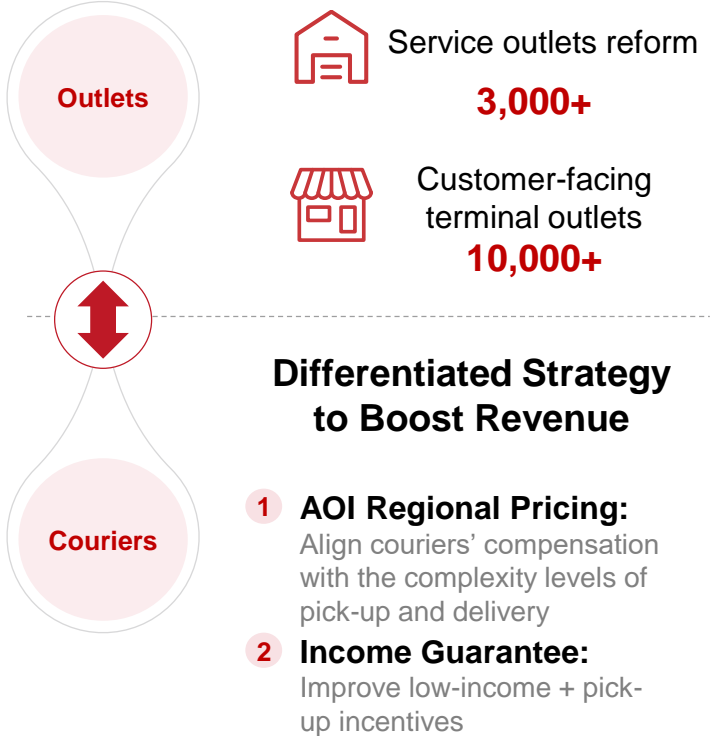 Outlets
Service outlets reform
3,000+
Customer-facing
terminal outlets
10,000+
Differentiated Strategy
to Boost Revenue
Couriers
1 AOI Regional Pricing:
Align couriers’ compensation
with the complexity levels of
pick-up and delivery
2 Income Guarantee:
Improve low-income + pick-
up incentives